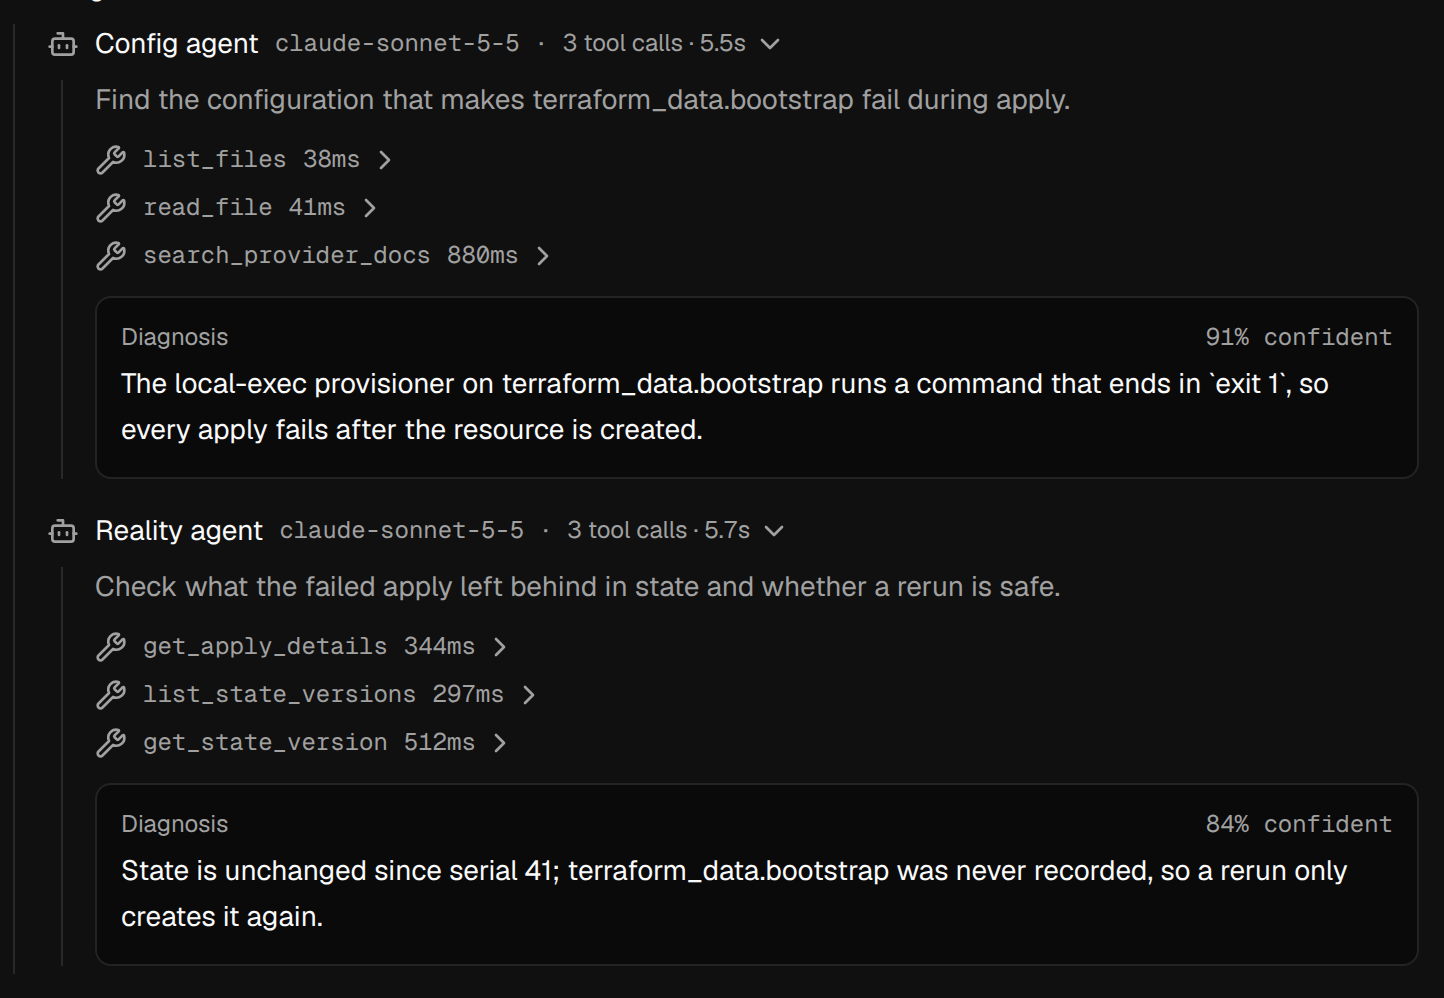 Config agent claude-sonnet-5-5 · 3 tool calls · 5.5s
Find the configuration that makes terraform_data.bootstrap fail during apply.
list_files 38ms
read_file 41ms
search_provider_docs 880ms
Diagnosis 91% confident
The local-exec provisioner on terraform_data.bootstrap runs a command that ends in `exit 1`, so
every apply fails after the resource is created.
Reality agent claude-sonnet-5-5 · 3 tool calls · 5.7s
Check what the failed apply left behind in state and whether a rerun is safe.
get_apply_details 344ms
list_state_versions 297ms
get_state_version 512ms
Diagnosis 84% confident
State is unchanged since serial 41; terraform_data.bootstrap was never recorded, so a rerun only
creates it again.